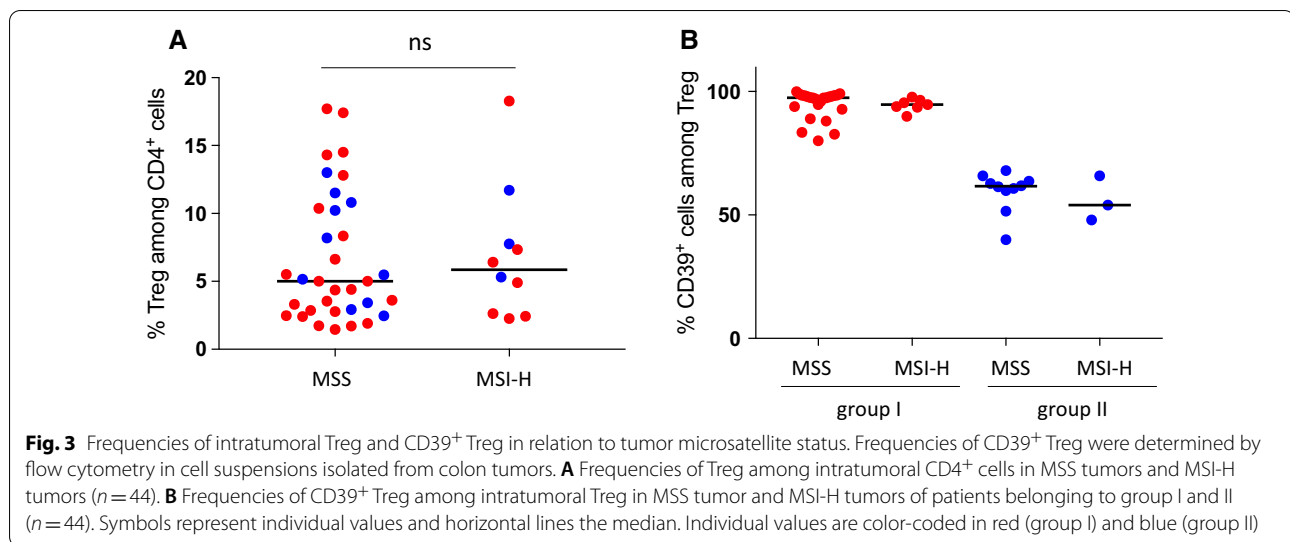 A
ns
% Treg among CD4⁺ cells
20
15
10
5
0
MSS
MSI-H
B
% CD39⁺ cells among Treg
100
50
0
MSS
MSI-H
MSS
MSI-H
group I
group II
Fig. 3 Frequencies of intratumoral Treg and CD39⁺ Treg in relation to tumor microsatellite status. Frequencies of CD39⁺ Treg were determined by
flow cytometry in cell suspensions isolated from colon tumors. A Frequencies of Treg among intratumoral CD4⁺ cells in MSS tumors and MSI-H
tumors (n = 44). B Frequencies of CD39⁺ Treg among intratumoral Treg in MSS tumor and MSI-H tumors of patients belonging to group I and II
(n = 44). Symbols represent individual values and horizontal lines the median. Individual values are color-coded in red (group I) and blue (group II)